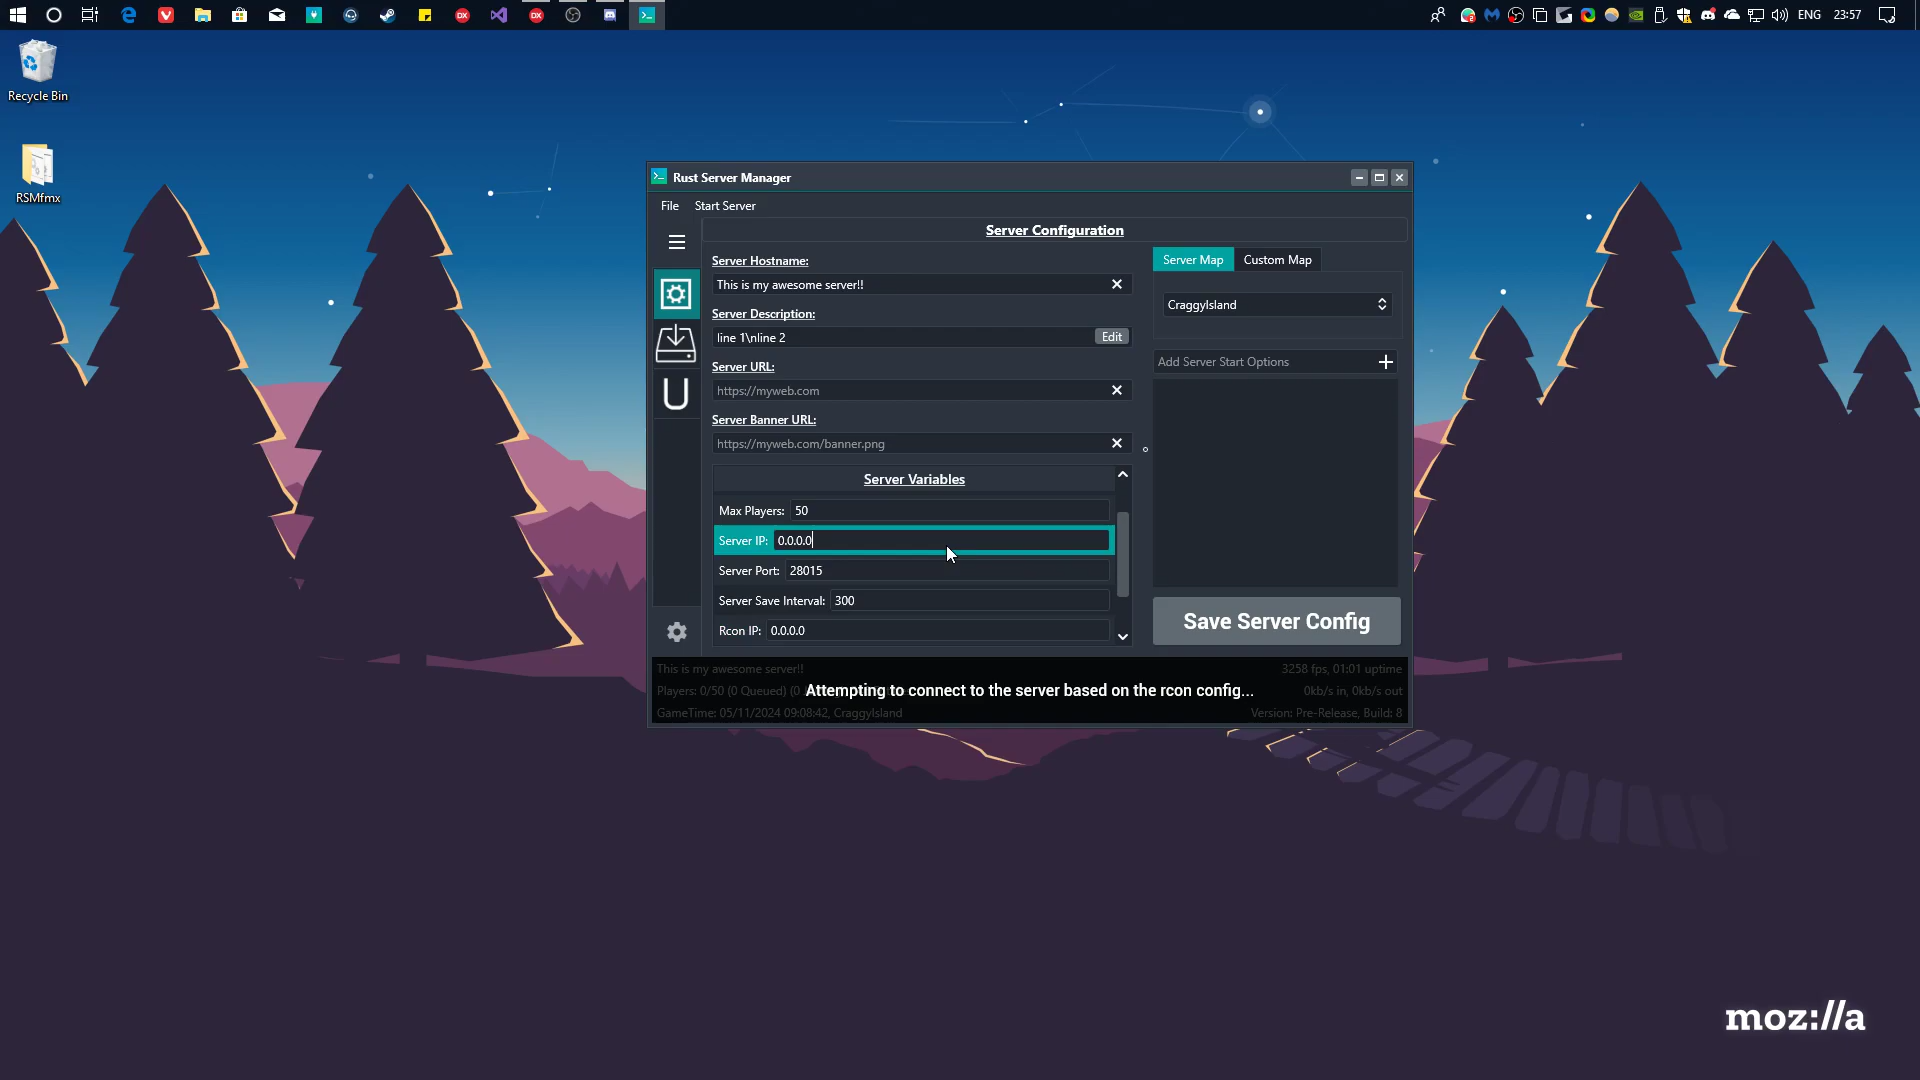 ENG 23:57
Recycle Bin
RSMfmx
Rust Server Manager
File Start Server
Server Configuration
Server Hostname:
This is my awesome server!!
Server Description:
line 1\nline 2
Edit
Server URL:
https://myweb.com
Server Banner URL:
https://myweb.com/banner.png
Server Variables
Max Players: 50
Server IP: 0.0.0.0
Server Port: 28015
Server Save Interval: 300
Rcon IP: 0.0.0.0
Server Map Custom Map
CraggyIsland
Add Server Start Options
Save Server Config
This is my awesome server!!
3258 fps, 01:01 uptime
Players: 0/50 (0 Queued) (0
Attempting to connect to the server based on the rcon config...
0kb/s in, 0kb/s out
GameTime: 05/11/2024 09:08:42, CraggyIsland
Version: Pre-Release, Build: 8
moz://a